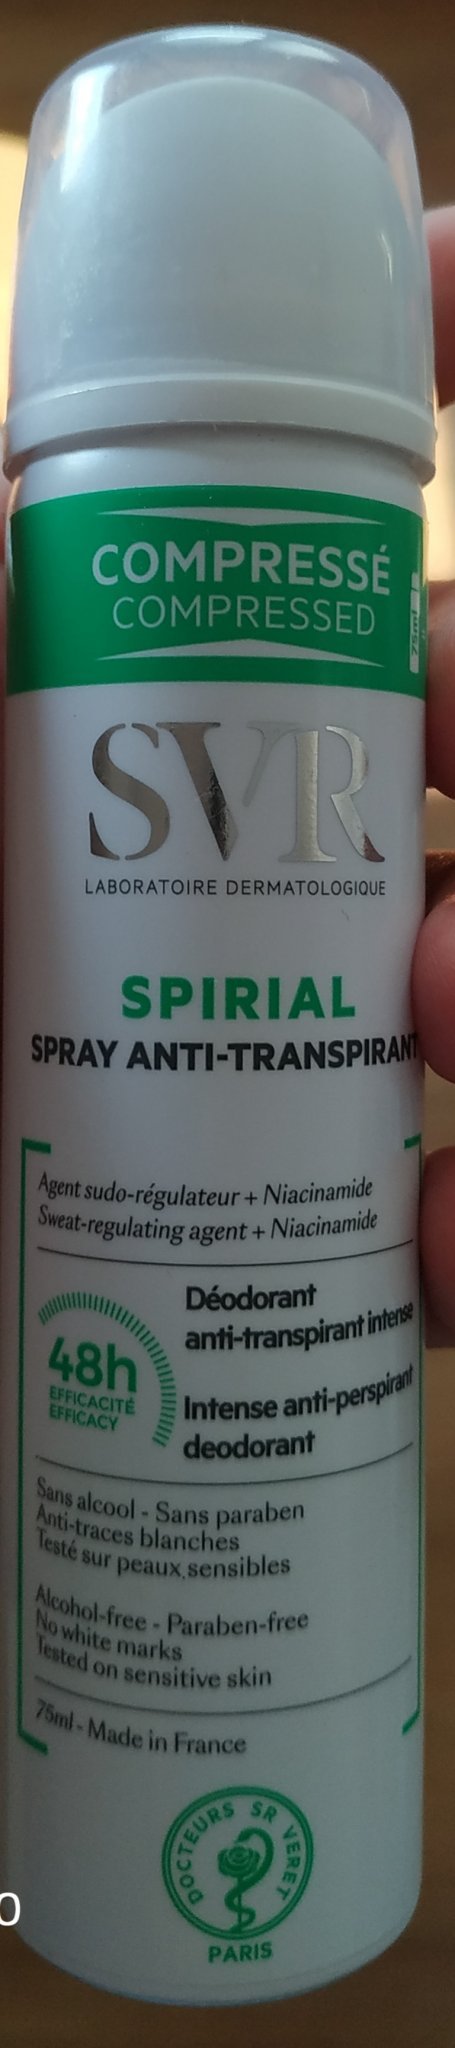 COMPRESSÉ
COMPRESSED
75ml
SVR
LABORATOIRE DERMATOLOGIQUE
SPIRIAL
SPRAY ANTI-TRANSPIRANT
Agent sudo-régulateur + Niacinamide
Sweat-regulating agent + Niacinamide
48h
EFFICACITÉ
EFFICACY
Déodorant
anti-transpirant intense
Intense anti-perspirant
deodorant
Sans alcool - Sans paraben
Anti-traces blanches
Testé sur peaux sensibles
Alcohol-free - Paraben-free
No white marks
Tested on sensitive skin
75ml - Made in France
DOCTEURS SR VERET
PARIS